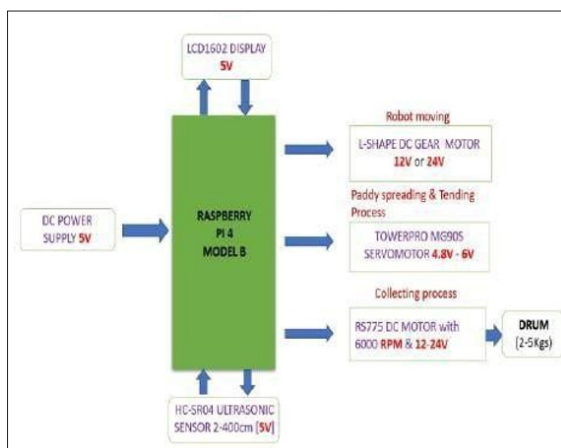 LCD1602 DISPLAY
5V
Robot moving
L-SHAPE DC GEAR MOTOR
12V or 24V
Paddy spreading & Tending
Process
DC POWER
SUPPLY 5V
RASPBERRY
PI 4
MODEL B
TOWERPRO MG90S
SERVOMOTOR 4.8V - 6V
Collecting process
RS775 DC MOTOR with
6000 RPM & 12-24V
DRUM
(2-5Kgs)
HC-SR04 ULTRASONIC
SENSOR 2-400cm [5V]